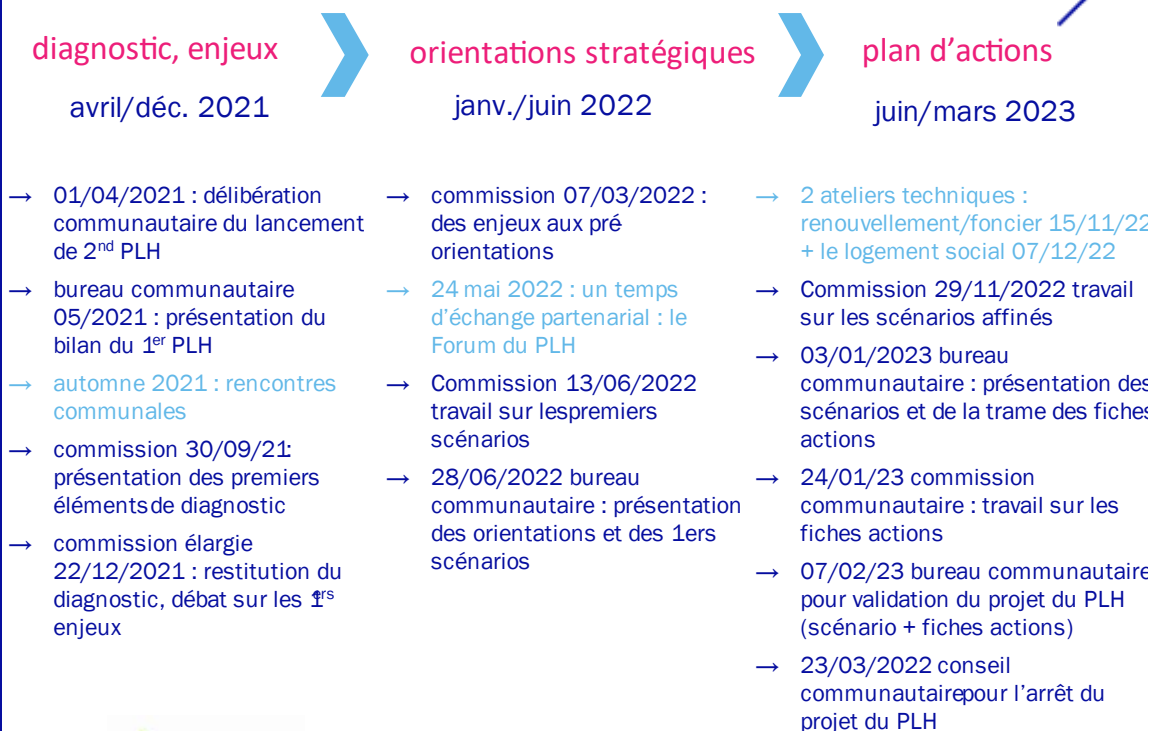 diagnostic, enjeux
avril/déc. 2021
→ 01/04/2021 : délibération
communautaire du lancement
de 2nd PLH
→ bureau communautaire
05/2021 : présentation du
bilan du 1er PLH
→ automne 2021 : rencontres
communales
→ commission 30/09/21:
présentation des premiers
élémentsde diagnostic
→ commission élargie
22/12/2021 : restitution du
diagnostic, débat sur les 1ers
enjeux
orientations stratégiques
janv./juin 2022
→ commission 07/03/2022 :
des enjeux aux pré
orientations
→ 24 mai 2022 : un temps
d'échange partenarial : le
Forum du PLH
→ Commission 13/06/2022
travail sur lespremiers
scénarios
→ 28/06/2022 bureau
communautaire : présentation
des orientations et des 1ers
scénarios
plan d'actions
juin/mars 2023
→ 2 ateliers techniques :
renouvellement/foncier 15/11/22
+ le logement social 07/12/22
→ Commission 29/11/2022 travail
sur les scénarios affinés
→ 03/01/2023 bureau
communautaire : présentation des
scénarios et de la trame des fiches
actions
→ 24/01/23 commission
communautaire : travail sur les
fiches actions
→ 07/02/23 bureau communautaire
pour validation du projet du PLH
(scénario + fiches actions)
→ 23/03/2022 conseil
communautairepour l'arrêt du
projet du PLH